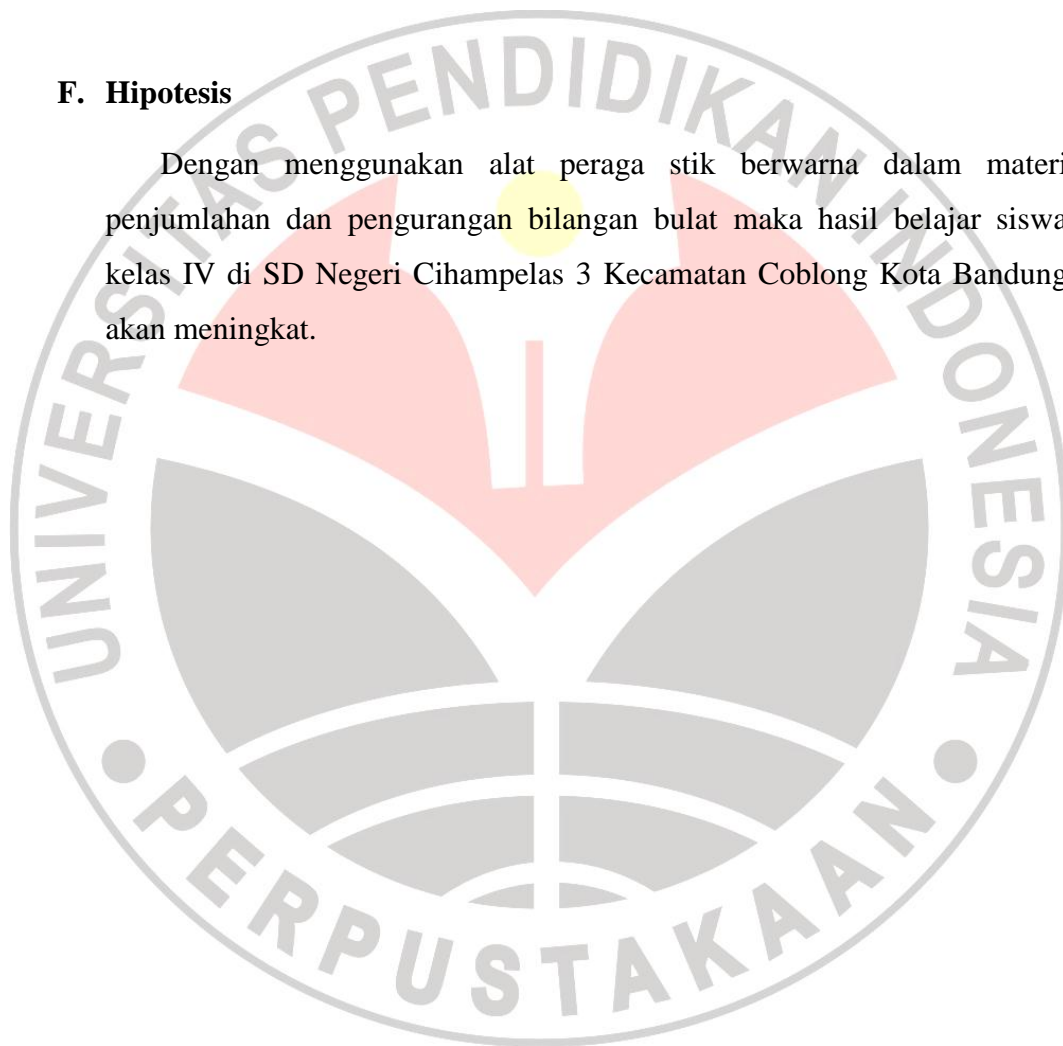 F. Hipotesis
Dengan menggunakan alat peraga stik berwarna dalam materi
penjumlahan dan pengurangan bilangan bulat maka hasil belajar siswa
kelas IV di SD Negeri Cihampelas 3 Kecamatan Coblong Kota Bandung
akan meningkat.
UNIVERSITAS PENDIDIKAN INDONESIA
PERPUSTAKAAN